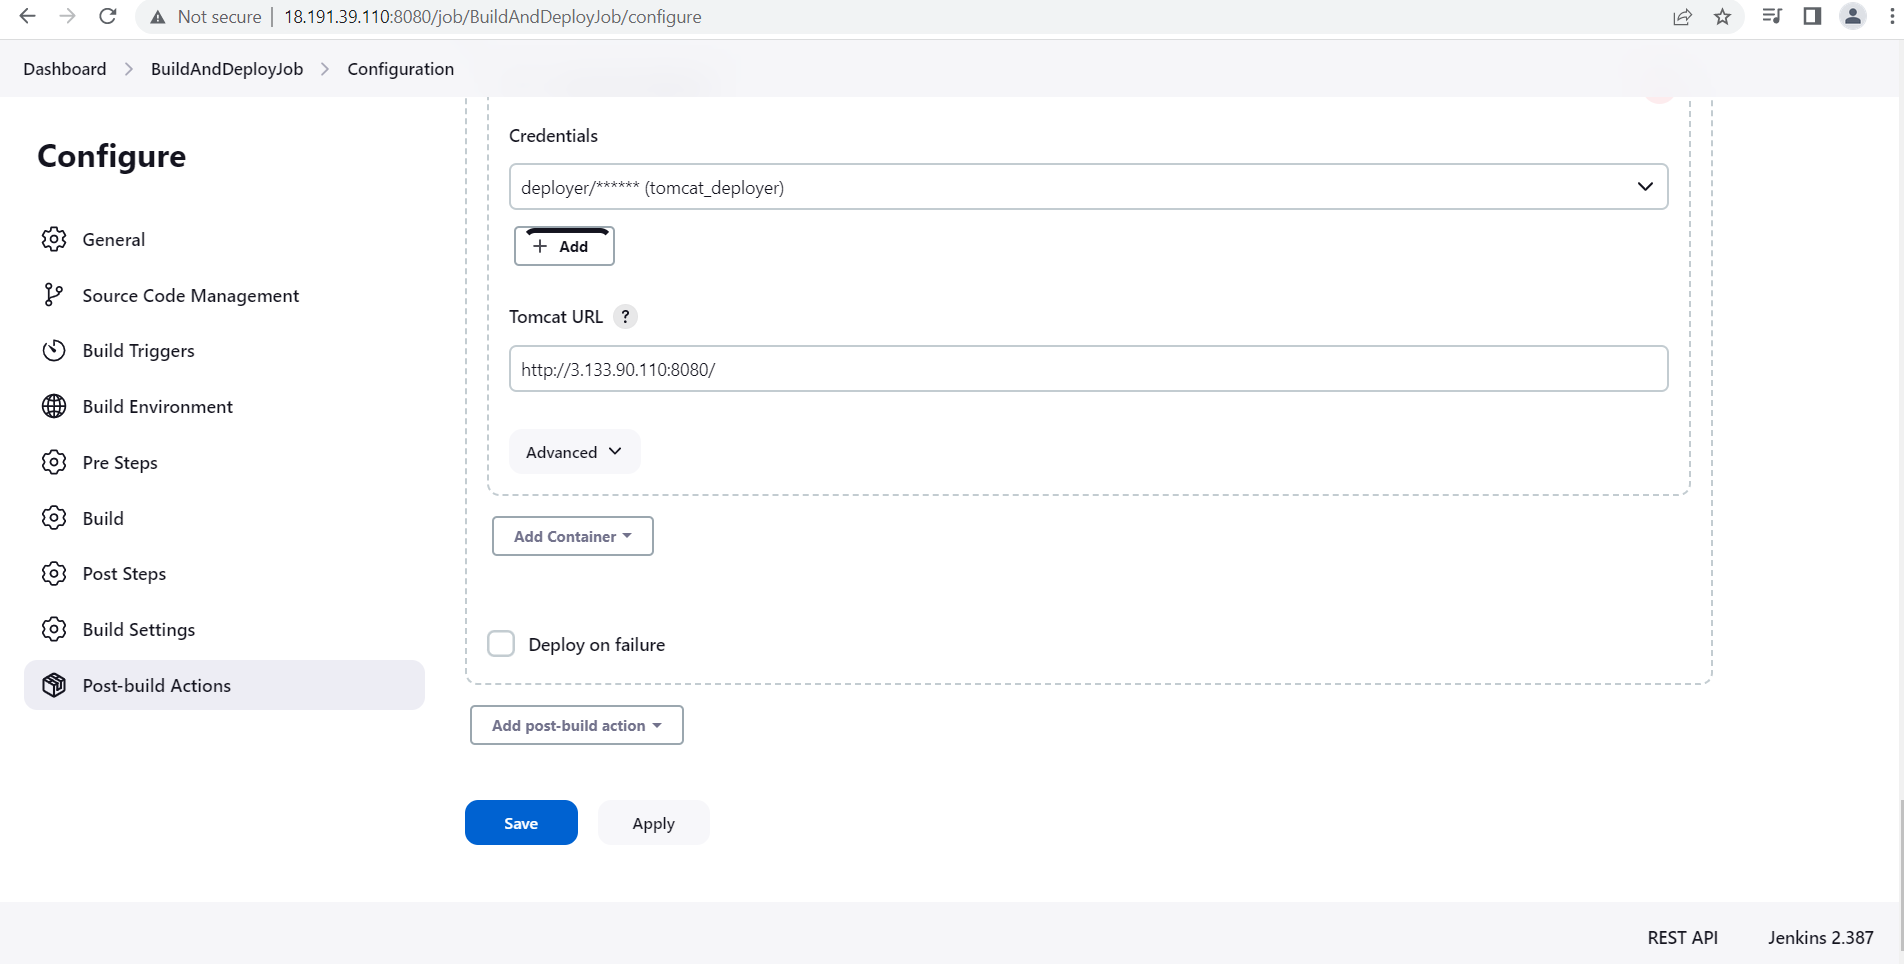 Not secure | 18.191.39.110:8080/job/BuildAndDeployJob/configure
Dashboard > BuildAndDeployJob > Configuration
Configure
General
Source Code Management
Build Triggers
Build Environment
Pre Steps
Build
Post Steps
Build Settings
Post-build Actions
Credentials
deployer/****** (tomcat_deployer)
+ Add
Tomcat URL ?
http://3.133.90.110:8080/
Advanced
Add Container
Deploy on failure
Add post-build action
Save Apply
REST API Jenkins 2.387